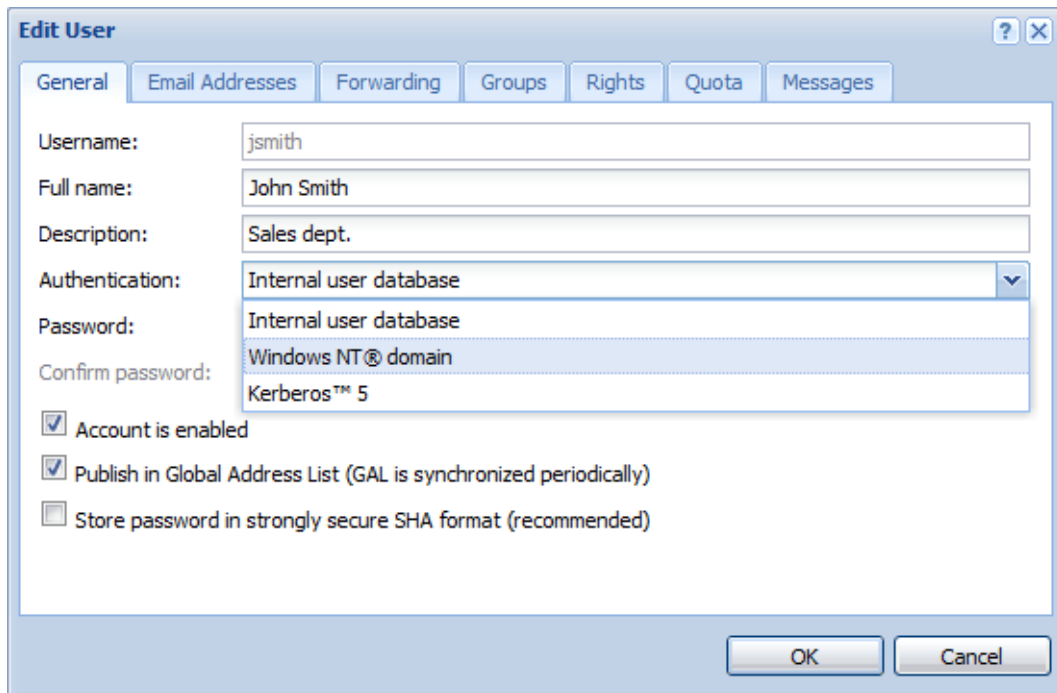 Edit User
?
General Email Addresses Forwarding Groups Rights Quota Messages
Username: jsmith
Full name: John Smith
Description: Sales dept.
Authentication: Internal user database
Password: Internal user database
Windows NT® domain
Confirm password: Kerberos™ 5
Account is enabled
Publish in Global Address List (GAL is synchronized periodically)
Store password in strongly secure SHA format (recommended)
OK Cancel